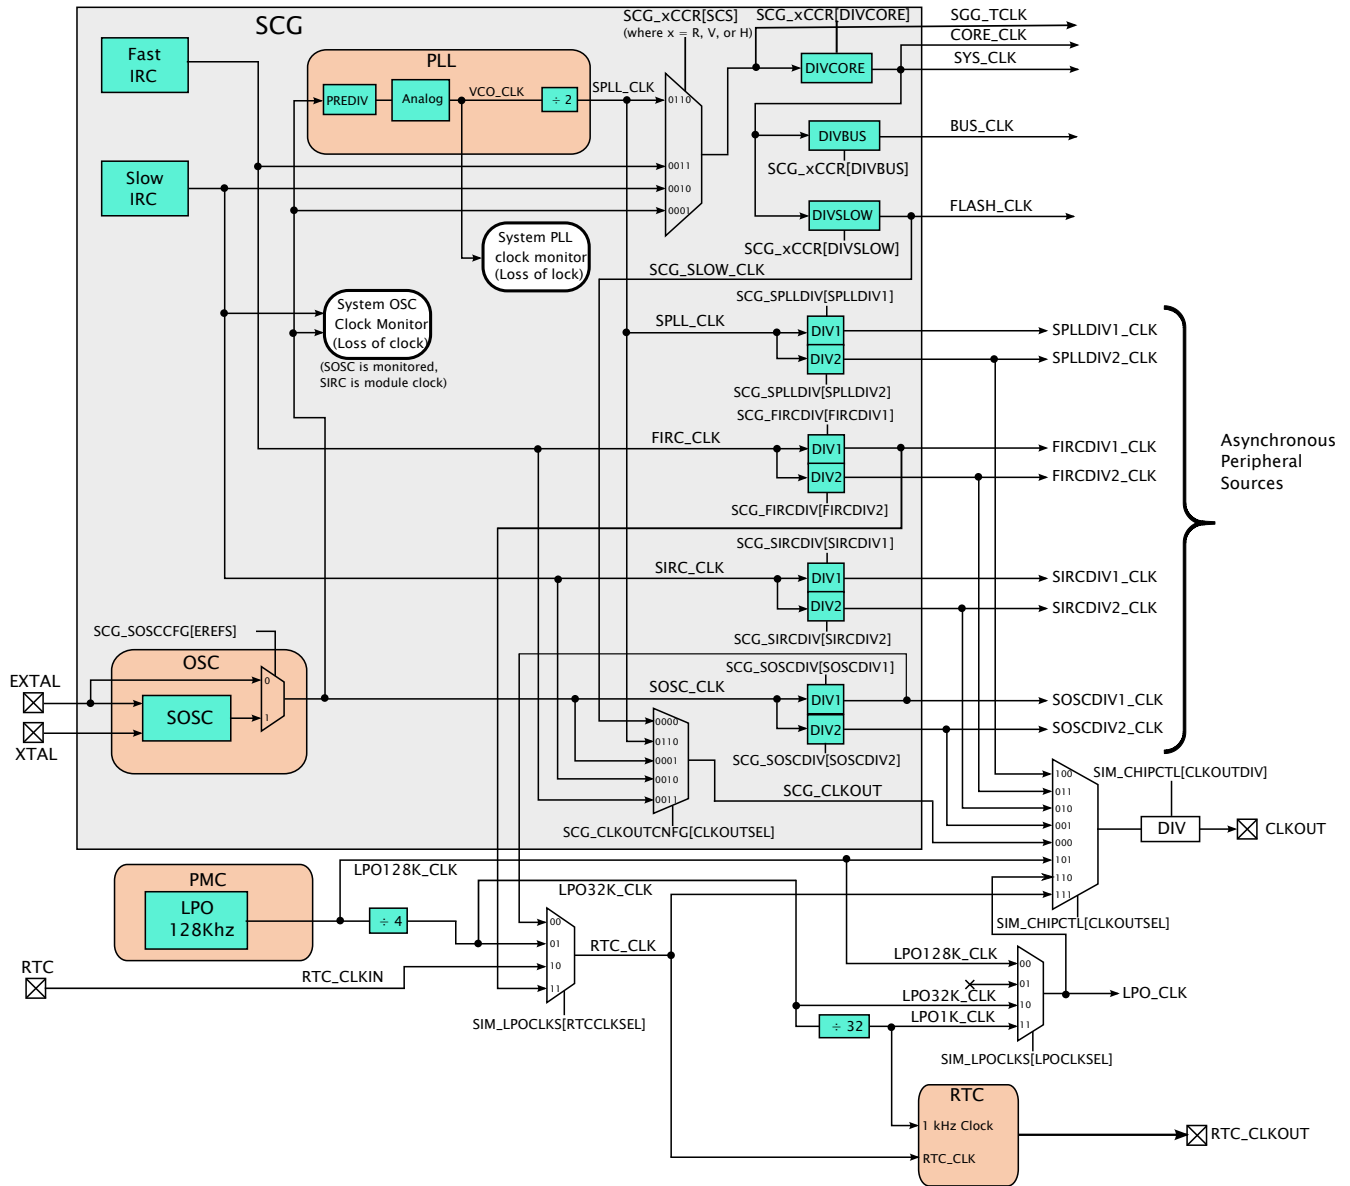 SCG
SCG_xCCR[SCS]
(where x = R, V, or H)
SCG_xCCR[DIVCORE]
SGG_TCLK
CORE_CLK
SYS_CLK
Fast
IRC
PLL
PREDIV
Analog
VCO_CLK
÷ 2
SPLL_CLK
0110
0011
0010
0001
DIVCORE
DIVBUS
BUS_CLK
SCG_xCCR[DIVBUS]
Slow
IRC
DIVSLOW
FLASH_CLK
SCG_xCCR[DIVSLOW]
System PLL
clock monitor
(Loss of lock)
SCG_SLOW_CLK
System OSC
Clock Monitor
(Loss of clock)
(SOSC is monitored,
SIRC is module clock)
SCG_SPLLDIV[SPLLDIV1]
SPLL_CLK
DIV1
DIV2
SPLLDIV1_CLK
SPLLDIV2_CLK
SCG_SPLLDIV[SPLLDIV2]
SCG_FIRCDIV[FIRCDIV1]
FIRC_CLK
DIV1
DIV2
FIRCDIV1_CLK
FIRCDIV2_CLK
SCG_FIRCDIV[FIRCDIV2]
Asynchronous
Peripheral
Sources
SCG_SIRCDIV[SIRCDIV1]
SIRC_CLK
DIV1
DIV2
SIRCDIV1_CLK
SIRCDIV2_CLK
SCG_SIRCDIV[SIRCDIV2]
SCG_SOSCCFG[EREFS]
OSC
EXTAL
XTAL
SOSC
0
1
SCG_SOSCDIV[SOSCDIV1]
SOSC_CLK
DIV1
DIV2
SOSCDIV1_CLK
SOSCDIV2_CLK
SCG_SOSCDIV[SOSCDIV2]
0000
0110
0001
0010
0011
SCG_CLKOUT
SCG_CLKOUTCNFG[CLKOUTSEL]
100
011
010
001
000
101
110
111
SIM_CHIPCTL[CLKOUTDIV]
DIV
CLKOUT
SIM_CHIPCTL[CLKOUTSEL]
PMC
LPO
128Khz
LPO128K_CLK
÷ 4
LPO32K_CLK
00
01
10
11
RTC_CLK
RTC
RTC_CLKIN
SIM_LPOCLKS[RTCCLKSEL]
LPO128K_CLK
LPO32K_CLK
÷ 32
LPO1K_CLK
00
01
10
11
LPO_CLK
SIM_LPOCLKS[LPOCLKSEL]
RTC
1 kHz Clock
RTC_CLK
RTC_CLKOUT